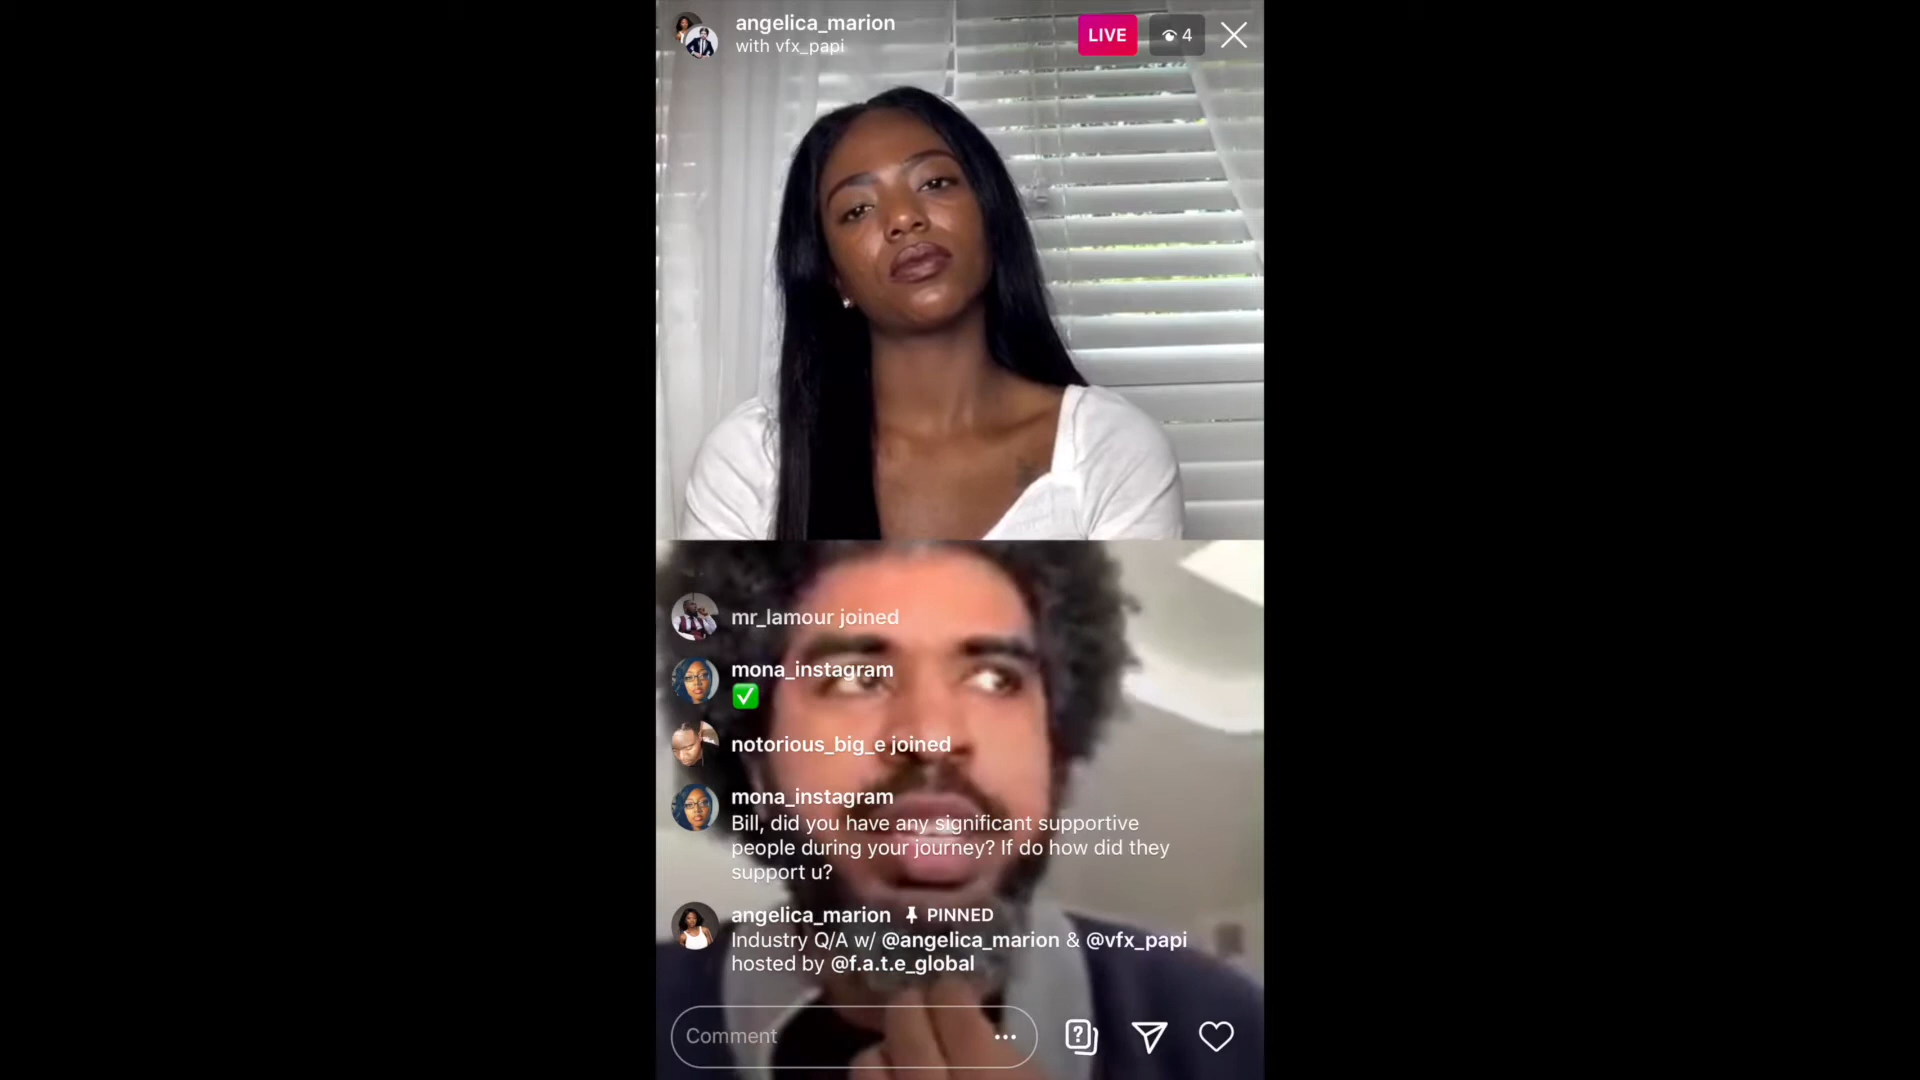 angelica_marion
with vfx_papi
LIVE
4
mr_lamour joined
mona_instagram
✅
notorious_big_e joined
mona_instagram
Bill, did you have any significant supportive
people during your journey? If do how did they
support u?
angelica_marion PINNED
Industry Q/A w/ @angelica_marion & @vfx_papi
hosted by @f.a.t.e_global
Comment